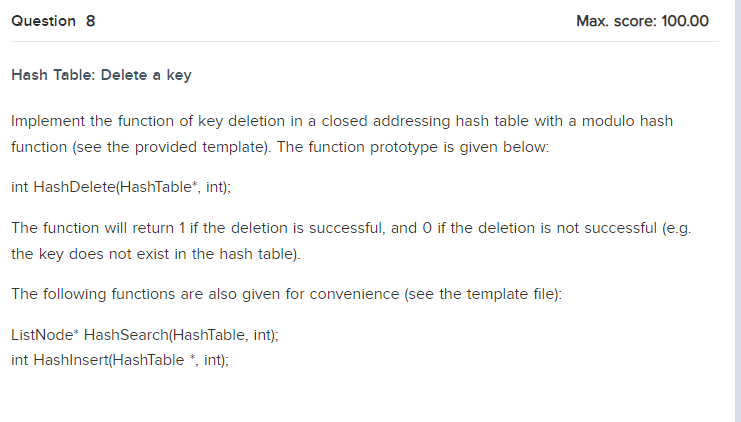 Question 8
Max. score: 100.00
Hash Table: Delete a key
Implement the function of key deletion in a closed addressing hash table with a modulo hash
function (see the provided template). The function prototype is given below:
int HashDelete(HashTable*, int);
The function will return 1 if the deletion is successful, and 0 if the deletion is not successful (e.g.
the key does not exist in the hash table).
The following functions are also given for convenience (see the template file):
ListNode* HashSearch(HashTable, int);
int HashInsert(HashTable *, int);